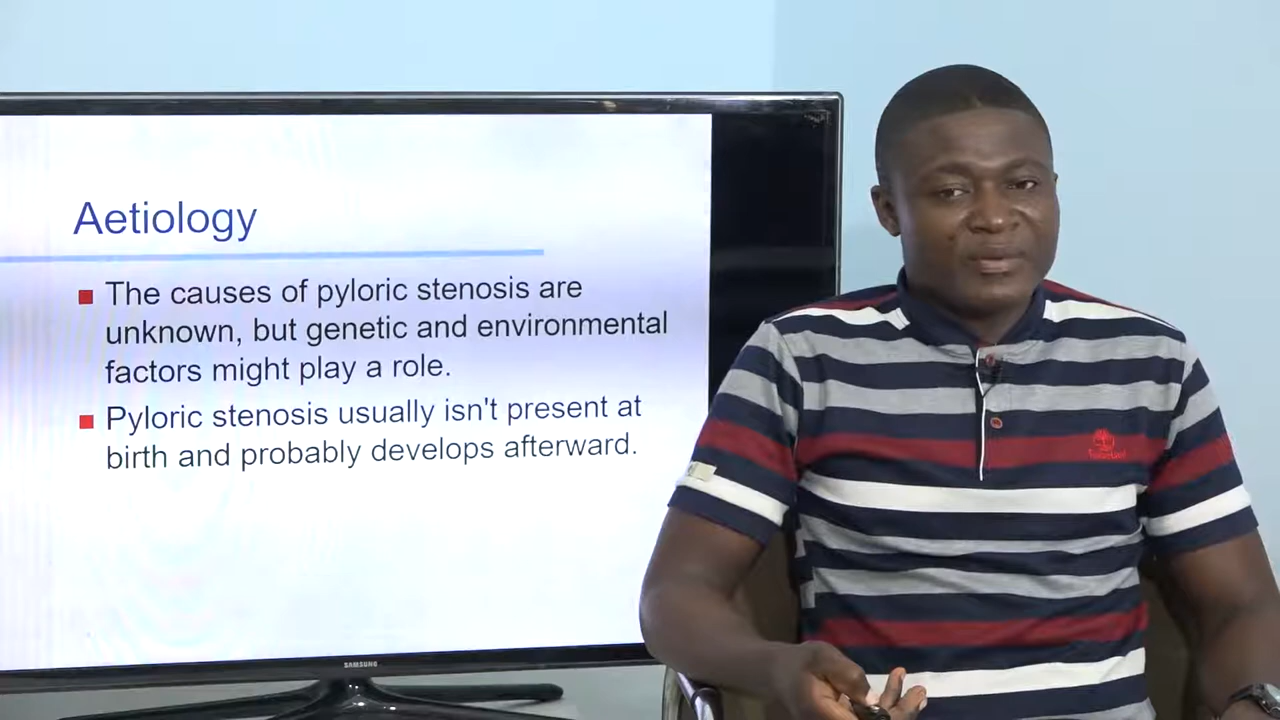 Aetiology
The causes of pyloric stenosis are
unknown, but genetic and environmental
factors might play a role.
Pyloric stenosis usually isn't present at
birth and probably develops afterward.
SAMSUNG